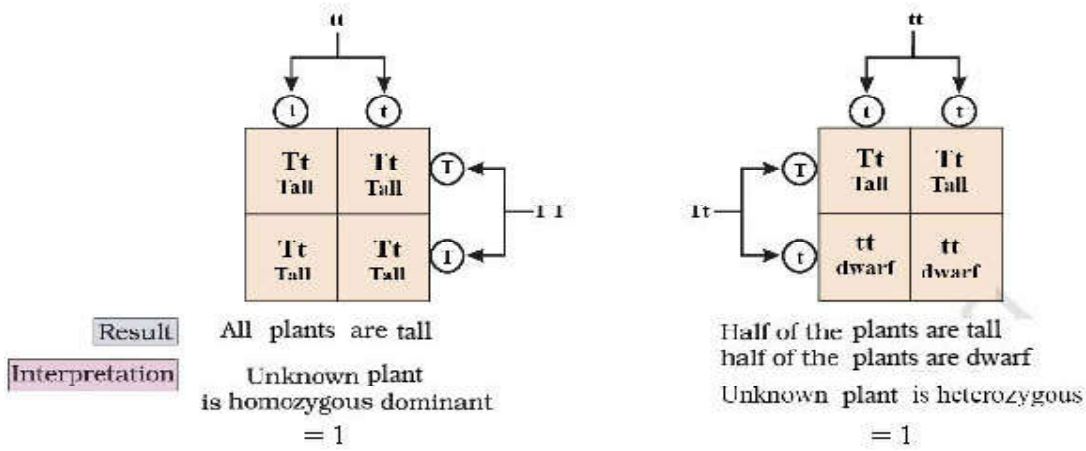 tt
t t
Tt Tt T
Tall Tall
T T
Tt Tt T
Tall Tall
Result All plants are tall
Interpretation Unknown plant
is homozygous dominant
= 1
tt
t t
T Tt Tt
Tall Tall
Tt
t tt tt
dwarf dwarf
Half of the plants are tall
half of the plants are dwarf
Unknown plant is heterozygous
= 1